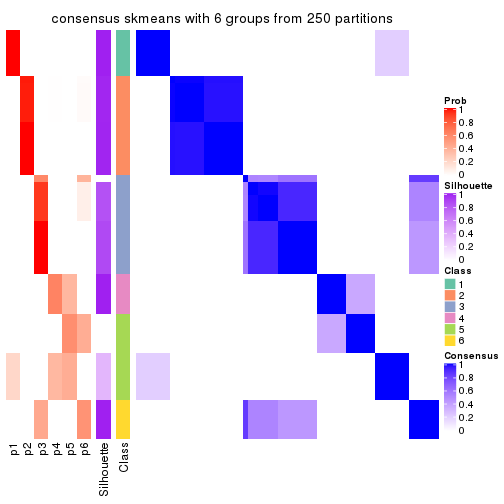 consensus skmeans with 6 groups from 250 partitions
Prob
1
0.8
0.6
0.4
0.2
0
Silhouette
1
0.8
0.6
0.4
0.2
0
Class
1
2
3
4
5
6
Consensus
1
0.8
0.6
0.4
0.2
0
p1
p2
p3
p4
p5
p6
Silhouette
Class